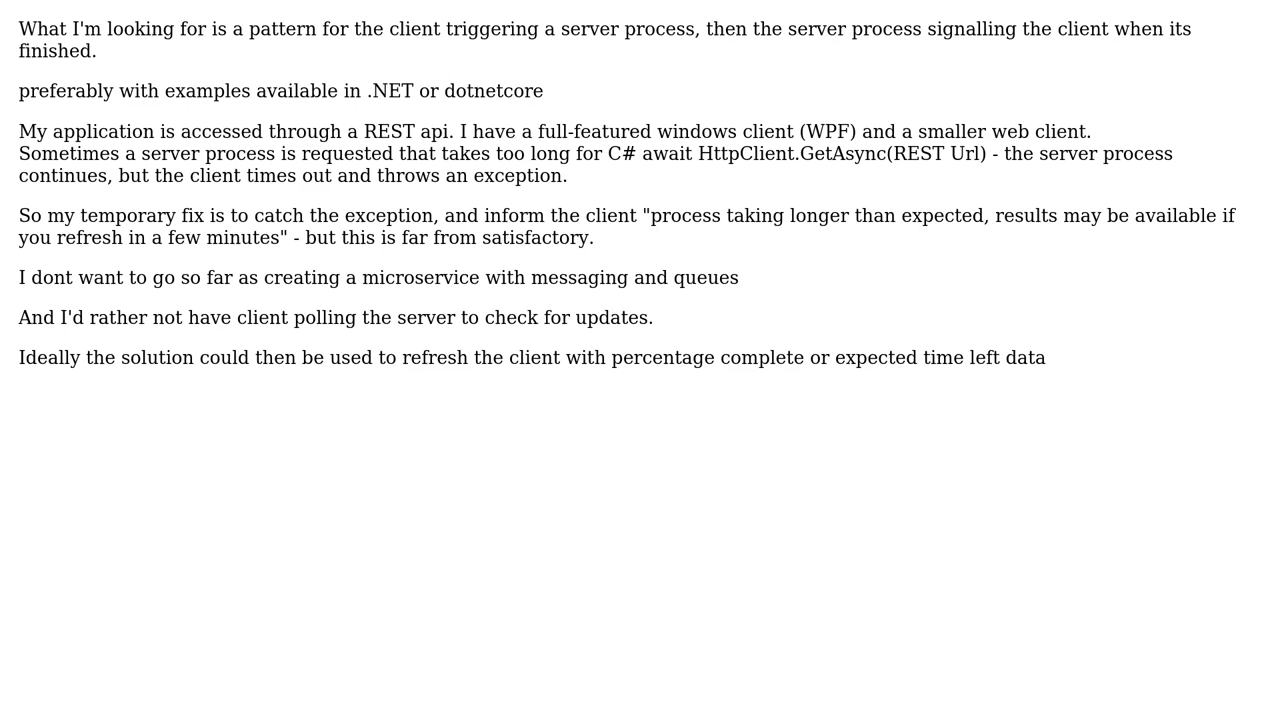 What I'm looking for is a pattern for the client triggering a server process, then the server process signalling the client when its
finished.
preferably with examples available in .NET or dotnetcore
My application is accessed through a REST api. I have a full-featured windows client (WPF) and a smaller web client.
Sometimes a server process is requested that takes too long for C# await HttpClient.GetAsync(REST Url) - the server process
continues, but the client times out and throws an exception.
So my temporary fix is to catch the exception, and inform the client "process taking longer than expected, results may be available if
you refresh in a few minutes" - but this is far from satisfactory.
I dont want to go so far as creating a microservice with messaging and queues
And I'd rather not have client polling the server to check for updates.
Ideally the solution could then be used to refresh the client with percentage complete or expected time left data